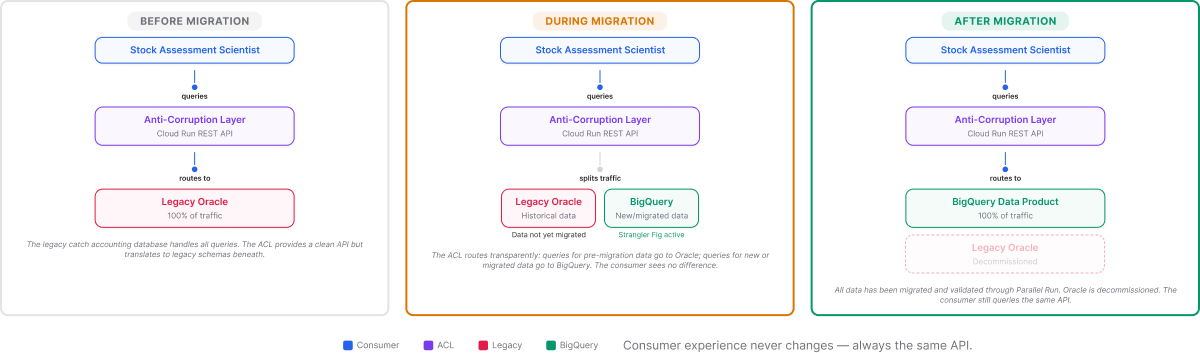 BEFORE MIGRATION
Stock Assessment Scientist
queries
Anti-Corruption Layer
Cloud Run REST API
routes to
Legacy Oracle
100% of traffic
The legacy catch accounting database handles all queries. The ACL provides a clean API but
translates to legacy schemas beneath.
DURING MIGRATION
Stock Assessment Scientist
queries
Anti-Corruption Layer
Cloud Run REST API
splits traffic
Legacy Oracle
Historical data
Data not yet migrated
BigQuery
New/migrated data
Strangler Fig active
The ACL routes transparently: queries for pre-migration data go to Oracle; queries for new or
migrated data go to BigQuery. The consumer sees no difference.
AFTER MIGRATION
Stock Assessment Scientist
queries
Anti-Corruption Layer
Cloud Run REST API
routes to
BigQuery Data Product
100% of traffic
Legacy Oracle
Decommissioned
All data has been migrated and validated through Parallel Run. Oracle is decommissioned. The
consumer still queries the same API.
Consumer
ACL
Legacy
BigQuery
Consumer experience never changes — always the same API.